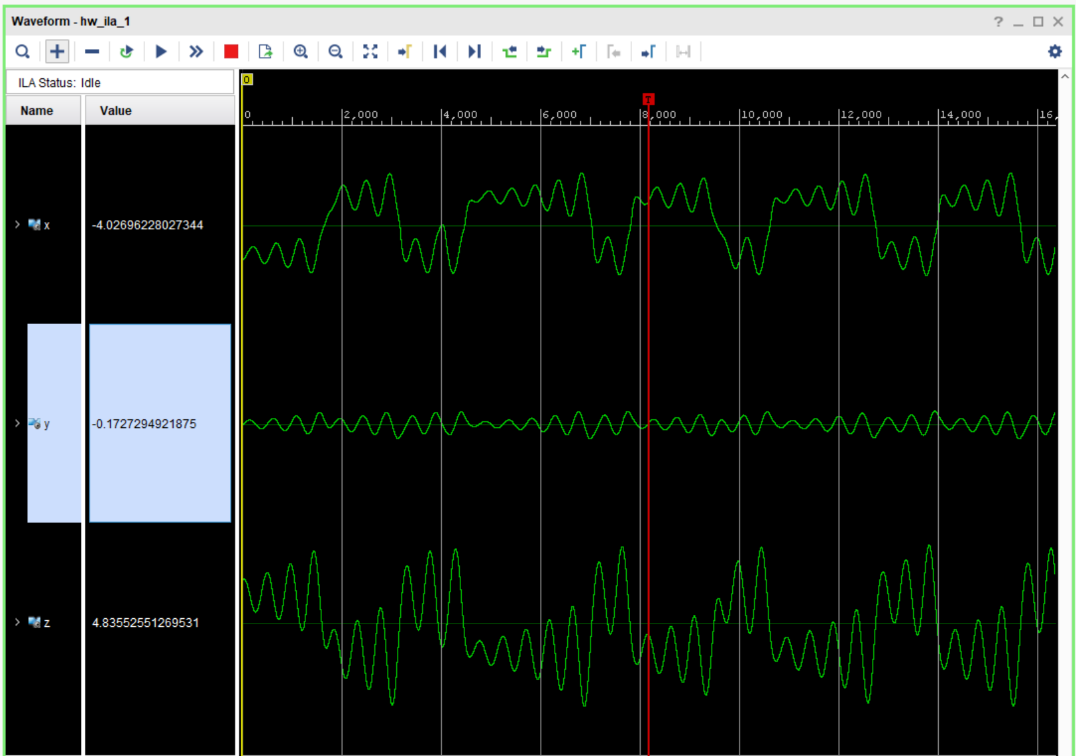 Waveform - hw_ila_1
?
ILA Status: Idle
Name Value
0
T
0 2,000 4,000 6,000 8,000 10,000 12,000 14,000 16,
x -4.02696228027344
y -0.1727294921875
z 4.83552551269531